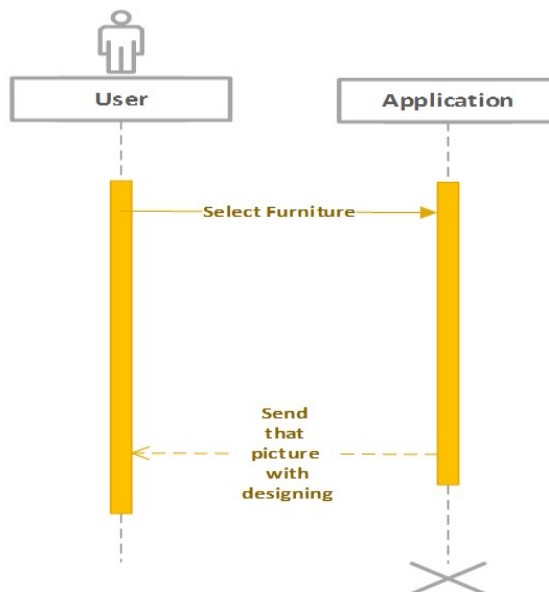 User
Application
Select Furniture
Send
that
picture
with
designing